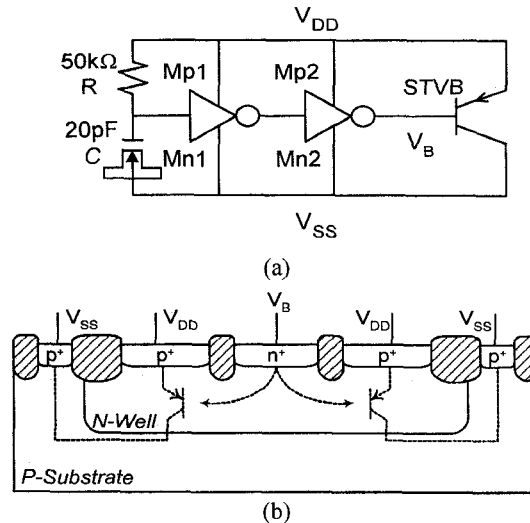 V_DD
50kΩ
R
Mp1
Mp2
STVB
20pF
C
Mn1
Mn2
V_B
V_SS
(a)
V_SS V_DD V_B V_DD V_SS
p+ p+ n+ p+ p+
N-Well
P-Substrate
(b)